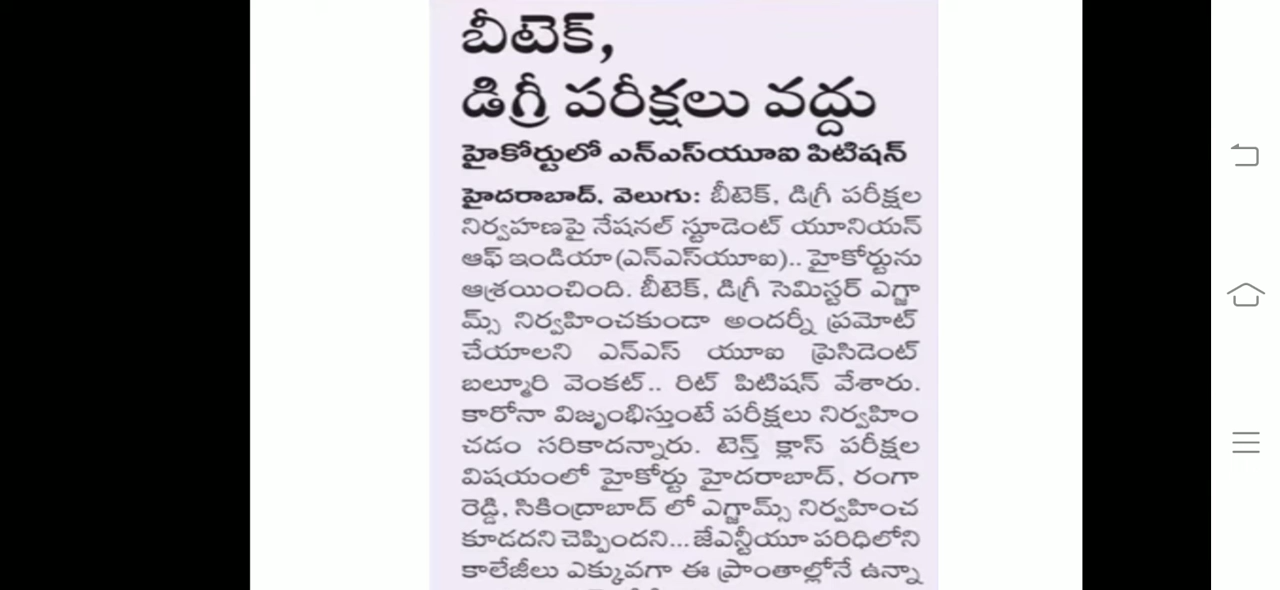 బీటెక్,
డిగ్రీ పరీక్షలు వద్దు
హైకోర్టులో ఎన్ఎస్‌యూఐ పిటిషన్
హైదరాబాద్, వెలుగు: బీటెక్, డిగ్రీ పరీక్షల
నిర్వహణపై నేషనల్ స్టూడెంట్ యూనియన్
ఆఫ్ ఇండియా(ఎన్ఎస్‌యూఐ).. హైకోర్టును
ఆశ్రయించింది. బీటెక్, డిగ్రీ సెమిస్టర్ ఎగ్జా
మ్స్ నిర్వహించకుండా అందర్నీ ప్రమోట్
చేయాలని ఎన్ఎస్ యూఐ ప్రెసిడెంట్
బల్మూరి వెంకట్.. రిట్ పిటిషన్ వేశారు.
కారోనా విజృంభిస్తుంటే పరీక్షలు నిర్వహిం
చడం సరికాదన్నారు. టెన్త్ క్లాస్ పరీక్షల
విషయంలో హైకోర్టు హైదరాబాద్, రంగా
రెడ్డి, సికింద్రాబాద్ లో ఎగ్జామ్స్ నిర్వహించ
కూడదని చెప్పిందని... జేఎన్టీయూ పరిధిలోని
కాలేజీలు ఎక్కువగా ఈ ప్రాంతాల్లోనే ఉన్నా